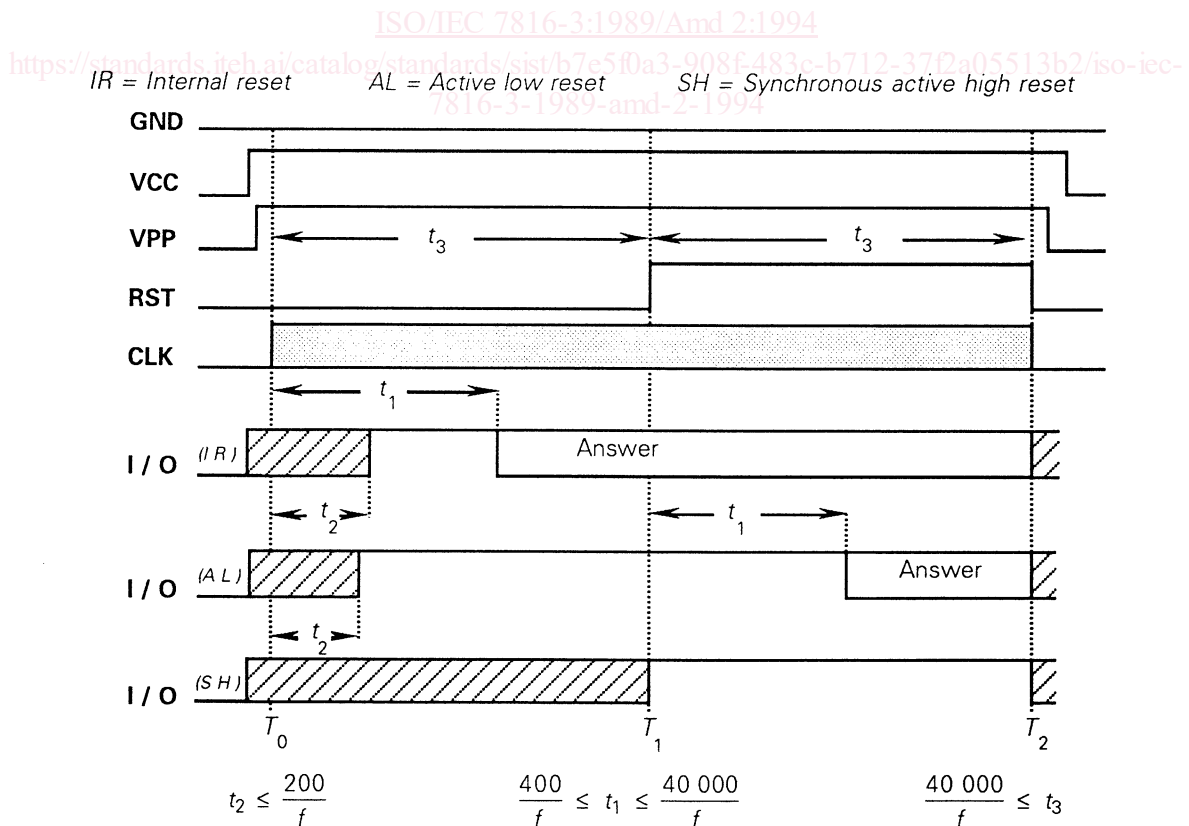 ISO/IEC 7816-3:1989/Amd 2:1994
https://standards.iteh.ai/catalog/standards/sist/b7e5f0a3-908f-483c-b712-37f2a05513b2/iso-iec-
7816-3-1989-amd-2-1994
IR = Internal reset AL = Active low reset SH = Synchronous active high reset
GND
VCC
VPP
t3 t3
RST
CLK
t1
I / O (I R) Answer
t2 t1
I / O (A L) Answer
t2
I / O (S H)
T0 T1 T2
t2 ≤ 200/f 400/f ≤ t1 ≤ 40 000/f 40 000/f ≤ t3